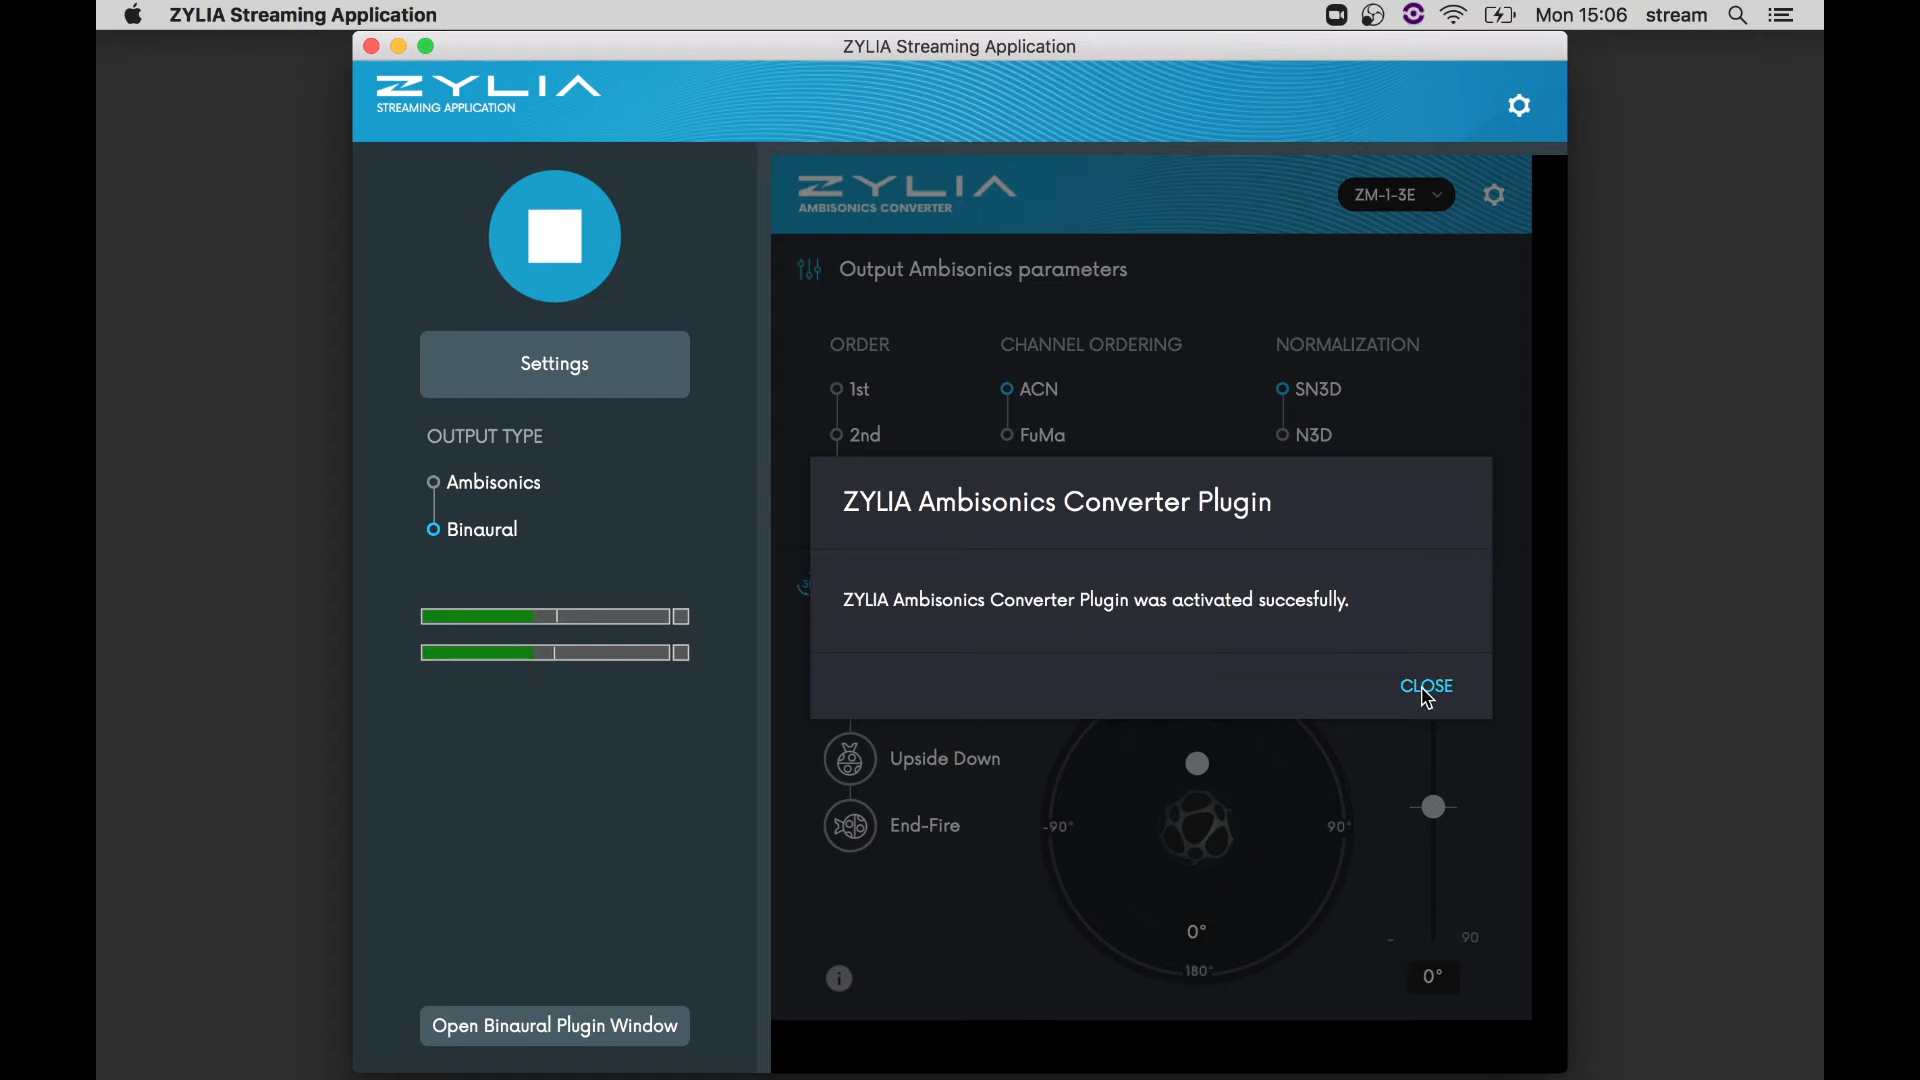 ZYLIA Streaming Application
Mon 15:06
stream
ZYLIA Streaming Application
ZYLIA
STREAMING APPLICATION
ZYLIA
AMBISONICS CONVERTER
ZM-1-3E
Output Ambisonics parameters
Settings
ORDER
CHANNEL ORDERING
NORMALIZATION
1st
ACN
SN3D
2nd
FuMa
N3D
OUTPUT TYPE
Ambisonics
Binaural
ZYLIA Ambisonics Converter Plugin
ZYLIA Ambisonics Converter Plugin was activated succesfully.
CLOSE
Upside Down
End-Fire
-90°
90°
0°
180°
- 90
0°
Open Binaural Plugin Window